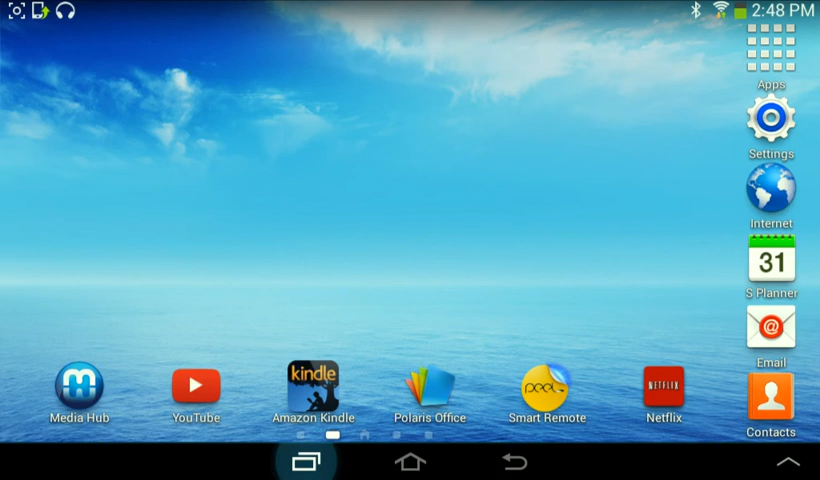 2:48 PM
Apps
Settings
Internet
31
S Planner
@
Email
Contacts
m
kindle
peel
NETFLIX
Media Hub
YouTube
Amazon Kindle
Polaris Office
Smart Remote
Netflix